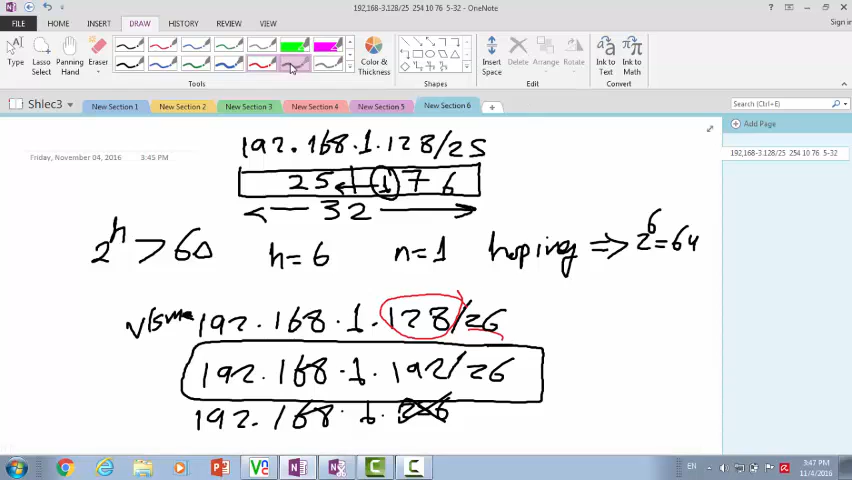 192,168-3.128/25 254 10 76 5-32 - OneNote
FILE HOME INSERT DRAW HISTORY REVIEW VIEW
Sign in
Type Lasso Select Panning Hand Eraser Color & Thickness Insert Space Delete Arrange Rotate Ink to Text Ink to Math
Tools Shapes Edit Convert
Shlec3 New Section 1 New Section 2 New Section 3 New Section 4 New Section 5 New Section 6
Search (Ctrl+E)
Add Page
192,168-3.128/25 254 10 76 5-32
Friday, November 04, 2016 3:45 PM
192.168.1.128/25
25 1 7 6
32
2^h > 60 h=6 n=1 hoping => 2^6=64
192.168.1.128/26
192.168.1.192/26
192.168.1.
EN 3:47 PM
11/4/2016